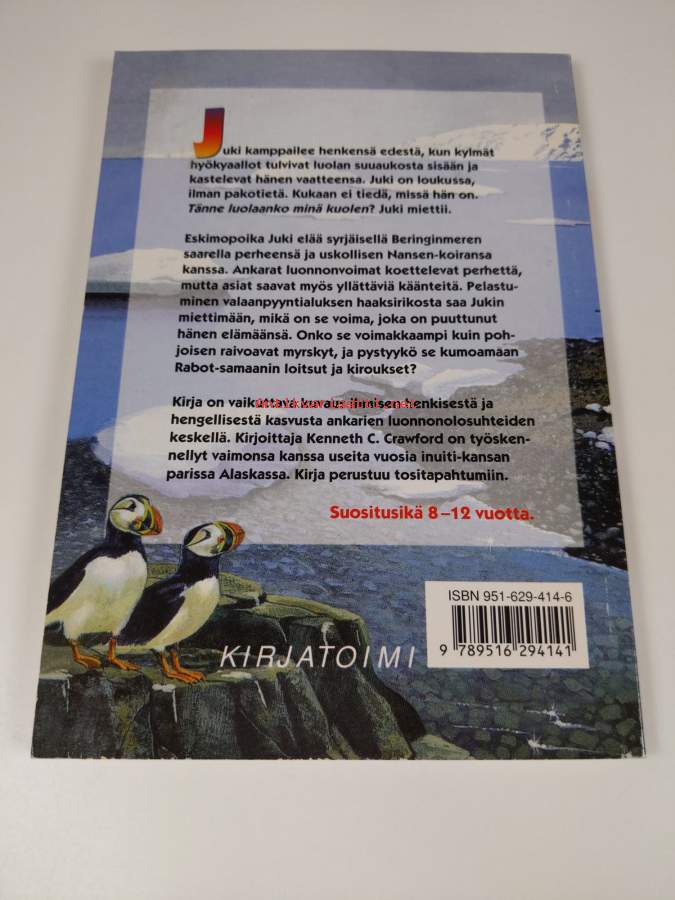 Juki kamppailee henkensä edestä, kun kylmät
hyökyaallot tulvivat luolan suuaukosta sisään ja
kastelevat hänen vaatteensa. Juki on loukussa,
ilman pakotietä. Kukaan ei tiedä, missä hän on.
Tänne luolaanko minä kuolen? Juki miettii.
Eskimopoika Juki elää syrjäisellä Beringinmeren
saarella perheensä ja uskollisen Nansen-koiransa
kanssa. Ankarat luonnonvoimat koettelevat perhettä,
mutta asiat saavat myös yllättäviä käänteitä. Pelastu-
minen valaanpyyntialuksen haaksirikosta saa Jukin
miettimään, mikä on se voima, joka on puuttunut
hänen elämäänsä. Onko se voimakkaampi kuin poh-
joisen raivoavat myrskyt, ja pystyykö se kumoamaan
Rabot-samaanin loitsut ja kiroukset?
Kirja on vaikuttava kuvaus ihmisen henkisestä ja
hengellisestä kasvusta ankarien luonnonolosuhteiden
keskellä. Kirjoittaja Kenneth C. Crawford on työsken-
nellyt vaimonsa kanssa useita vuosia inuiti-kansan
parissa Alaskassa. Kirja perustuu tositapahtumiin.
Suositusikä 8–12 vuotta.
ISBN 951-629-414-6
9 789516 294141
KIRJATOIMI